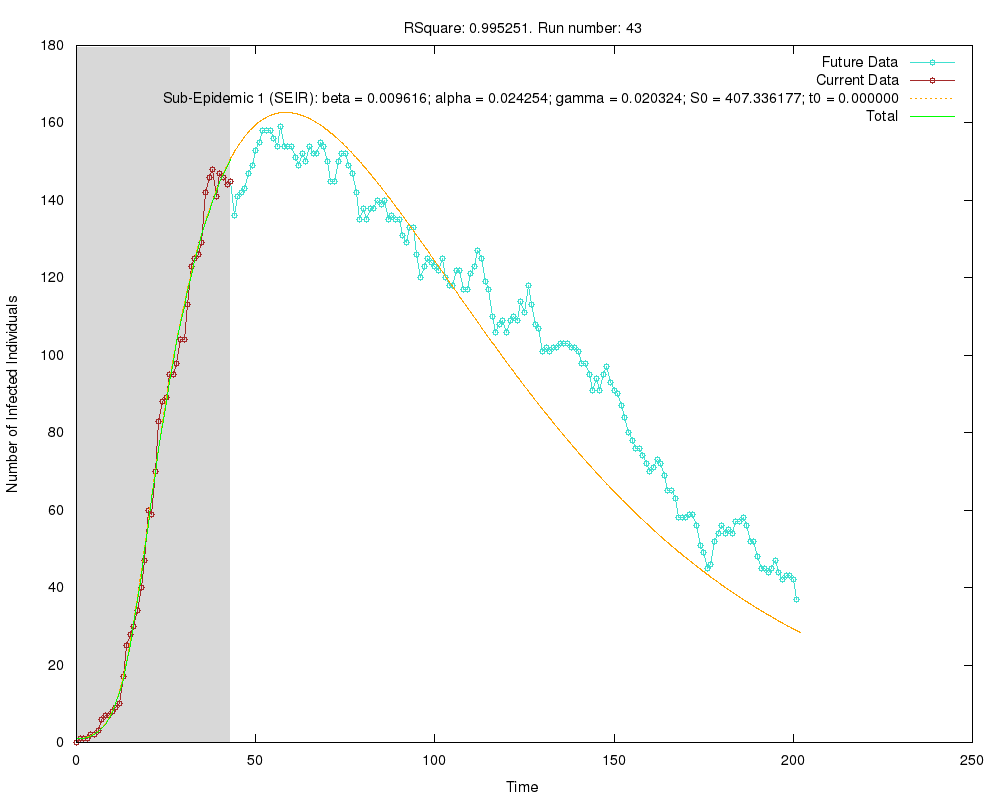 RSquare: 0.995251. Run number: 43
180
160
140
120
100
80
60
40
20
0
Number of Infected Individuals
Future Data
Current Data
Sub-Epidemic 1 (SEIR): beta = 0.009616; alpha = 0.024254; gamma = 0.020324; S0 = 407.336177; t0 = 0.000000
Total
0 50 100 150 200 250
Time